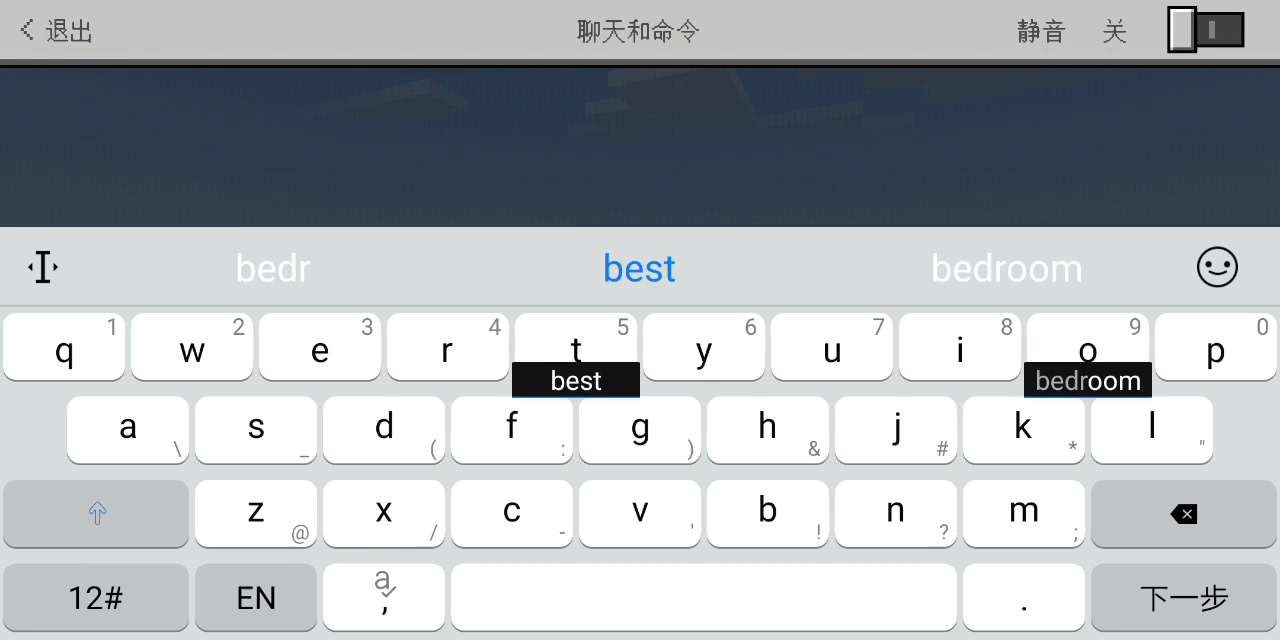 退出 聊天和命令 静音 关
bedr best bedroom
1 2 3 4 5 6 7 8 9 0
q w e r t y u i o p
best bedroom
a s d f g h j k l
\ _ ( : ) & # * "
z x c v b n m
@ / - ' ! ? ;
12# EN a , . 下一步